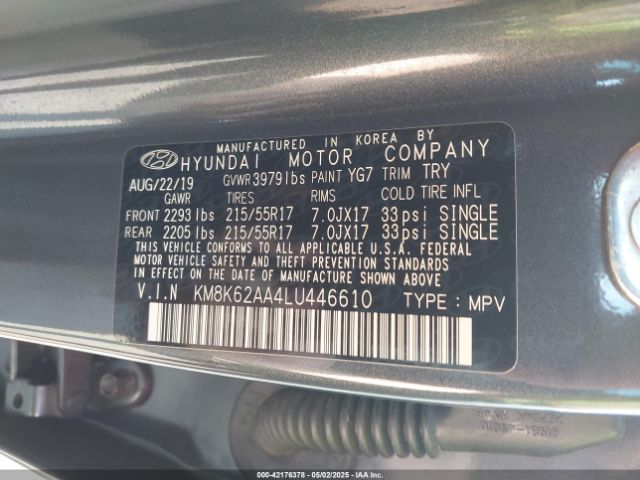 MANUFACTURED IN KOREA BY
HYUNDAI MOTOR COMPANY
AUG/22/19 GVWR 3979lbs PAINT YG7 TRIM TRY
GAWR TIRES RIMS COLD TIRE INFL
FRONT 2293 lbs 215/55R17 7.0JX17 33psi SINGLE
REAR 2205 lbs 215/55R17 7.0JX17 33psi SINGLE
THIS VEHICLE CONFORMS TO ALL APPLICABLE U.S.A. FEDERAL
MOTOR VEHICLE SAFETY AND THEFT PREVENTION STANDARDS
IN EFFECT ON THE DATE OF MANUFACTURE SHOWN ABOVE.
V.I.N KM8K62AA4LU446610 TYPE : MPV
000-42176378 - 05/02/2025 - IAAI.COM